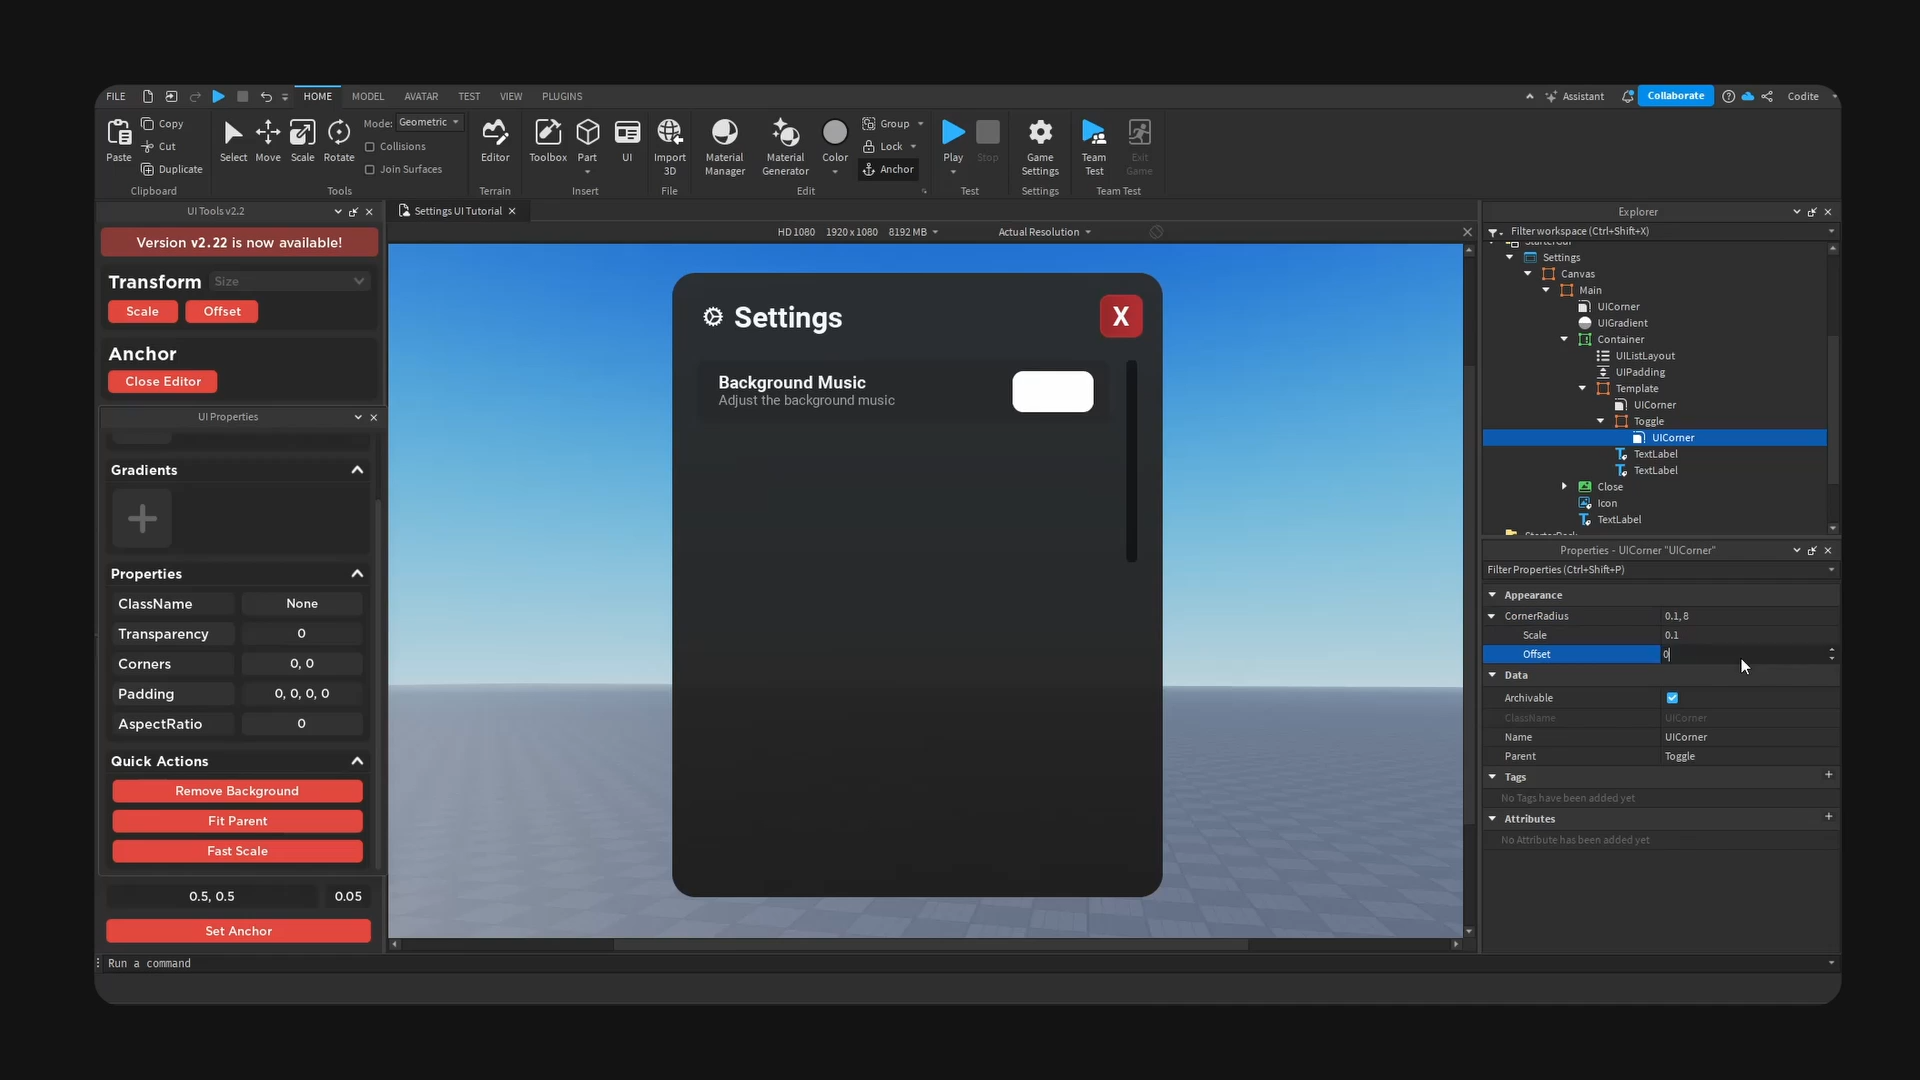 FILE
HOME
MODEL
AVATAR
TEST
VIEW
PLUGINS
Assistant
Collaborate
Codite
Paste
Copy
Cut
Duplicate
Clipboard
Select
Move
Scale
Rotate
Mode: Geometric
Collisions
Join Surfaces
Tools
Editor
Terrain
Toolbox
Part
UI
Insert
Import 3D
File
Material Manager
Material Generator
Color
Group
Lock
Anchor
Edit
Play
Stop
Test
Game Settings
Settings
Team Test
Exit Game
Team Test
UI Tools v2.2
Version v2.22 is now available!
Transform
Size
Scale
Offset
Anchor
Close Editor
UI Properties
Gradients
Properties
ClassName None
Transparency 0
Corners 0, 0
Padding 0, 0, 0, 0
AspectRatio 0
Quick Actions
Remove Background
Fit Parent
Fast Scale
0.5, 0.5 0.05
Set Anchor
Run a command
Settings UI Tutorial
HD 1080 1920 x 1080 8192 MB
Actual Resolution
Settings
X
Background Music
Adjust the background music
Explorer
Filter workspace (Ctrl+Shift+X)
StarterGui
Settings
Canvas
Main
UICorner
UIGradient
Container
UIListLayout
UIPadding
Template
UICorner
Toggle
UICorner
TextLabel
TextLabel
Close
Icon
TextLabel
StarterPack
Properties - UICorner "UICorner"
Filter Properties (Ctrl+Shift+P)
Appearance
CornerRadius 0.1, 8
Scale 0.1
Offset 0
Data
Archivable
ClassName UICorner
Name UICorner
Parent Toggle
Tags
No Tags have been added yet
Attributes
No Attribute has been added yet